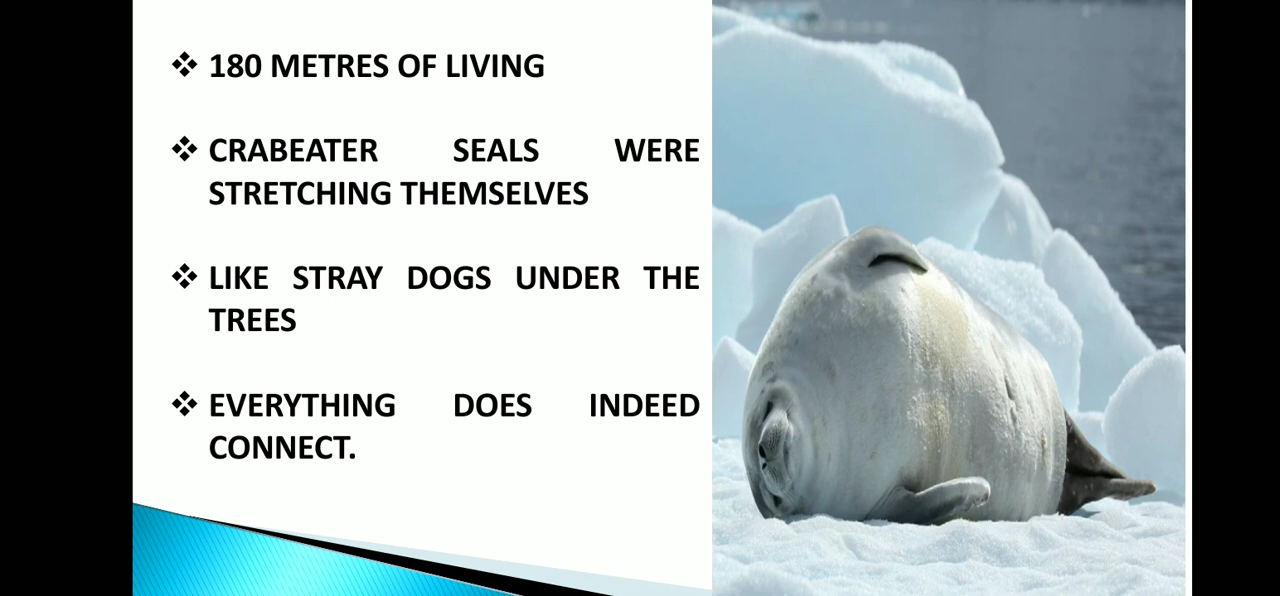 180 METRES OF LIVING
CRABEATER SEALS WERE
STRETCHING THEMSELVES
LIKE STRAY DOGS UNDER THE
TREES
EVERYTHING DOES INDEED
CONNECT.